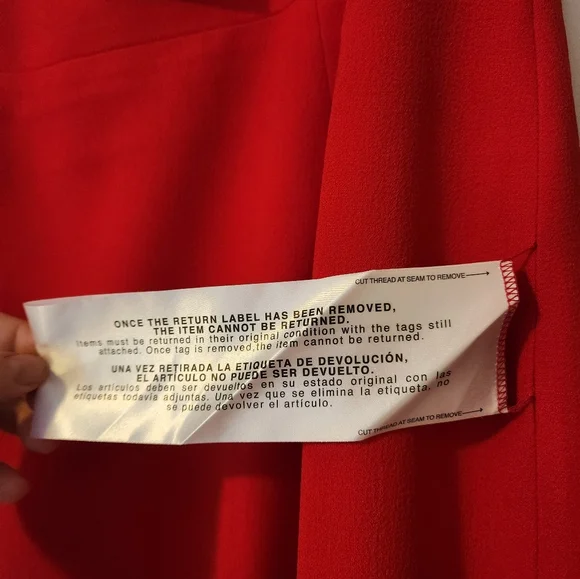 CUT THREAD AT SEAM TO REMOVE
ONCE THE RETURN LABEL HAS BEEN REMOVED,
THE ITEM CANNOT BE RETURNED.
Items must be returned in their original condition with the tags still
attached. Once tag is removed, the item cannot be returned.
UNA VEZ RETIRADA LA ETIQUETA DE DEVOLUCIÓN,
EL ARTICULO NO PUEDE SER DEVUELTO.
Los artículos deben ser devueltos en su estado original con las
etiquetas todavia adjuntas. Una vez que se elimina la etiqueta, no
se puede devolver el artículo.
CUT THREAD AT SEAM TO REMOVE